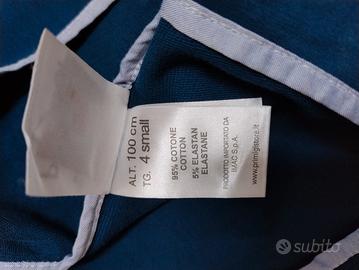 ALT. 100 cm
TG. 4 small
95% COTONE
COTTON
5% ELASTAN
ELASTANE
PRODOTTO IMPORTATO DA
IMAC S.p.A.
www.primigistore.it
subito